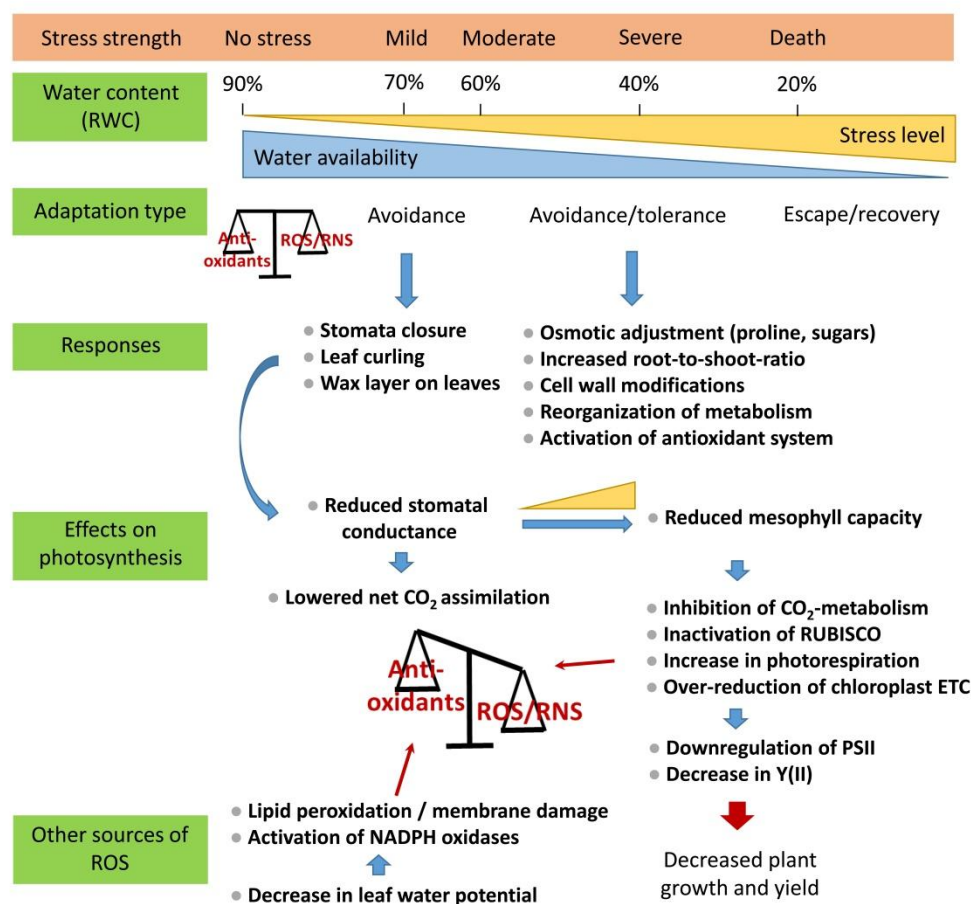 Stress strength No stress Mild Moderate Severe Death
Water content
(RWC)
90% 70% 60% 40% 20%
Stress level
Water availability
Adaptation type
Anti-
oxidants
ROS/RNS
Avoidance
Avoidance/tolerance
Escape/recovery
Responses
Stomata closure
Leaf curling
Wax layer on leaves
Osmotic adjustment (proline, sugars)
Increased root-to-shoot-ratio
Cell wall modifications
Reorganization of metabolism
Activation of antioxidant system
Effects on
photosynthesis
Reduced stomatal
conductance
Reduced mesophyll capacity
Lowered net CO₂ assimilation
Inhibition of CO₂-metabolism
Inactivation of RUBISCO
Increase in photorespiration
Over-reduction of chloroplast ETC
Anti-
oxidants
ROS/RNS
Downregulation of PSII
Decrease in Y(II)
Other sources of
ROS
Lipid peroxidation / membrane damage
Activation of NADPH oxidases
Decrease in leaf water potential
Decreased plant
growth and yield